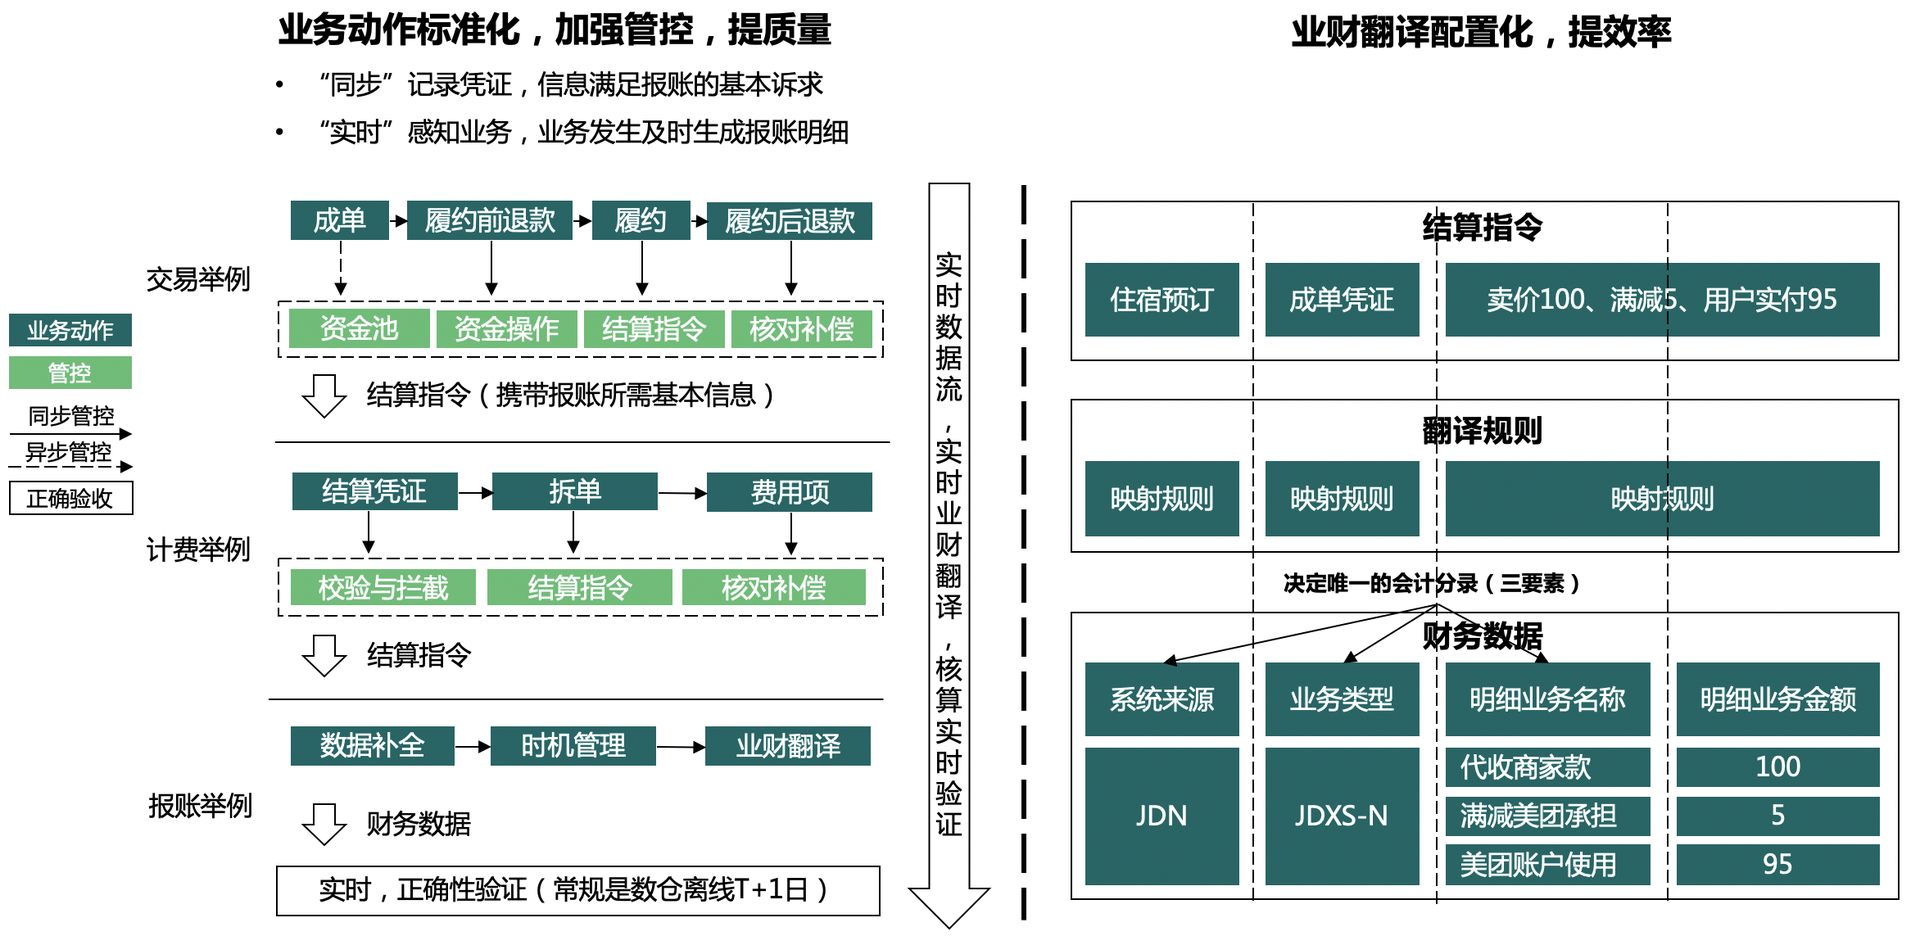 业务动作标准化，加强管控，提质量
• “同步”记录凭证，信息满足报账的基本诉求
• “实时”感知业务，业务发生及时生成报账明细
业务动作
管控
同步管控
异步管控
正确验收
交易举例
成单
履约前退款
履约
履约后退款
资金池
资金操作
结算指令
核对补偿
结算指令（携带报账所需基本信息）
计费举例
结算凭证
拆单
费用项
校验与拦截
结算指令
核对补偿
结算指令
报账举例
数据补全
时机管理
业财翻译
财务数据
实时，正确性验证（常规是数仓离线T+1日）
实时数据流，实时业财翻译，核算实时验证
业财翻译配置化，提效率
结算指令
住宿预订
成单凭证
卖价100、满减5、用户实付95
翻译规则
映射规则
映射规则
映射规则
决定唯一的会计分录（三要素）
财务数据
系统来源
业务类型
明细业务名称
明细业务金额
JDN
JDXS-N
代收商家款
100
满减美团承担
5
美团账户使用
95